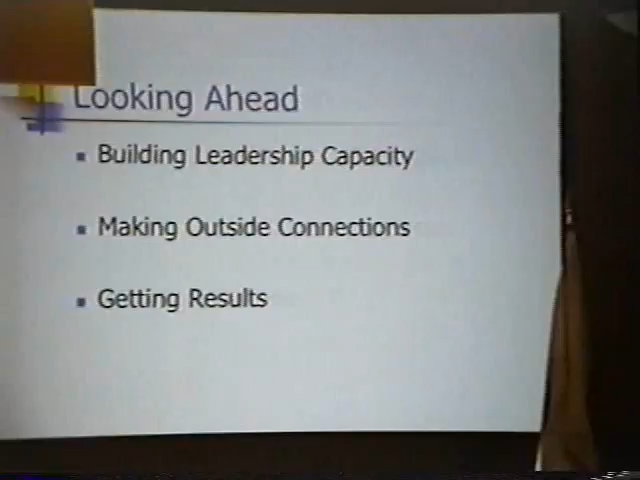 Looking Ahead
Building Leadership Capacity
Making Outside Connections
Getting Results